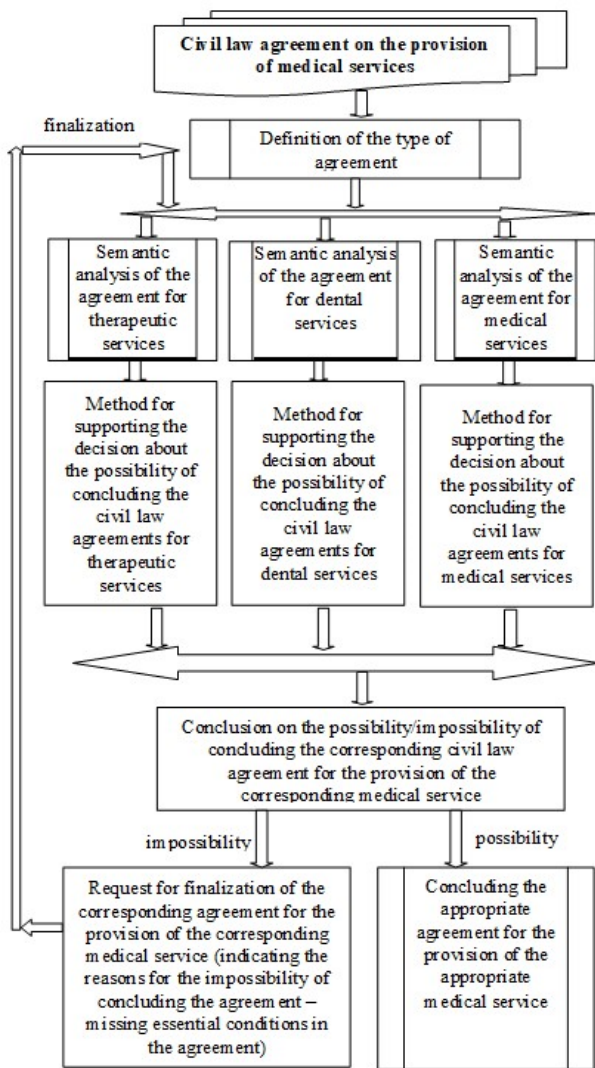 Civil law agreement on the provision
of medical services
finalization
Definition of the type of
agreement
Semantic
analysis of the
agreement for
therapeutic
services
Semantic analysis
of the agreement
for dental
services
Semantic
analysis of the
agreement for
medical
services
Method for
supporting the
decision about
the possibility of
concluding the
civil law
agreements for
therapeutic
services
Method for
supporting the
decision about
the possibility of
concluding the
civil law
agreements for
dental services
Method for
supporting the
decision about
the possibility of
concluding the
civil law
agreements for
medical services
Conclusion on the possibility/impossibility of
concluding the corresponding civil law
agreement for the provision of the
corresponding medical service
impossibility
possibility
Request for finalization of the
corresponding agreement for the
provision of the corresponding
medical service (indicating the
reasons for the impossibility of
concluding the agreement –
missing essential conditions in
the agreement)
Concluding the
appropriate
agreement for the
provision of the
appropriate
medical service